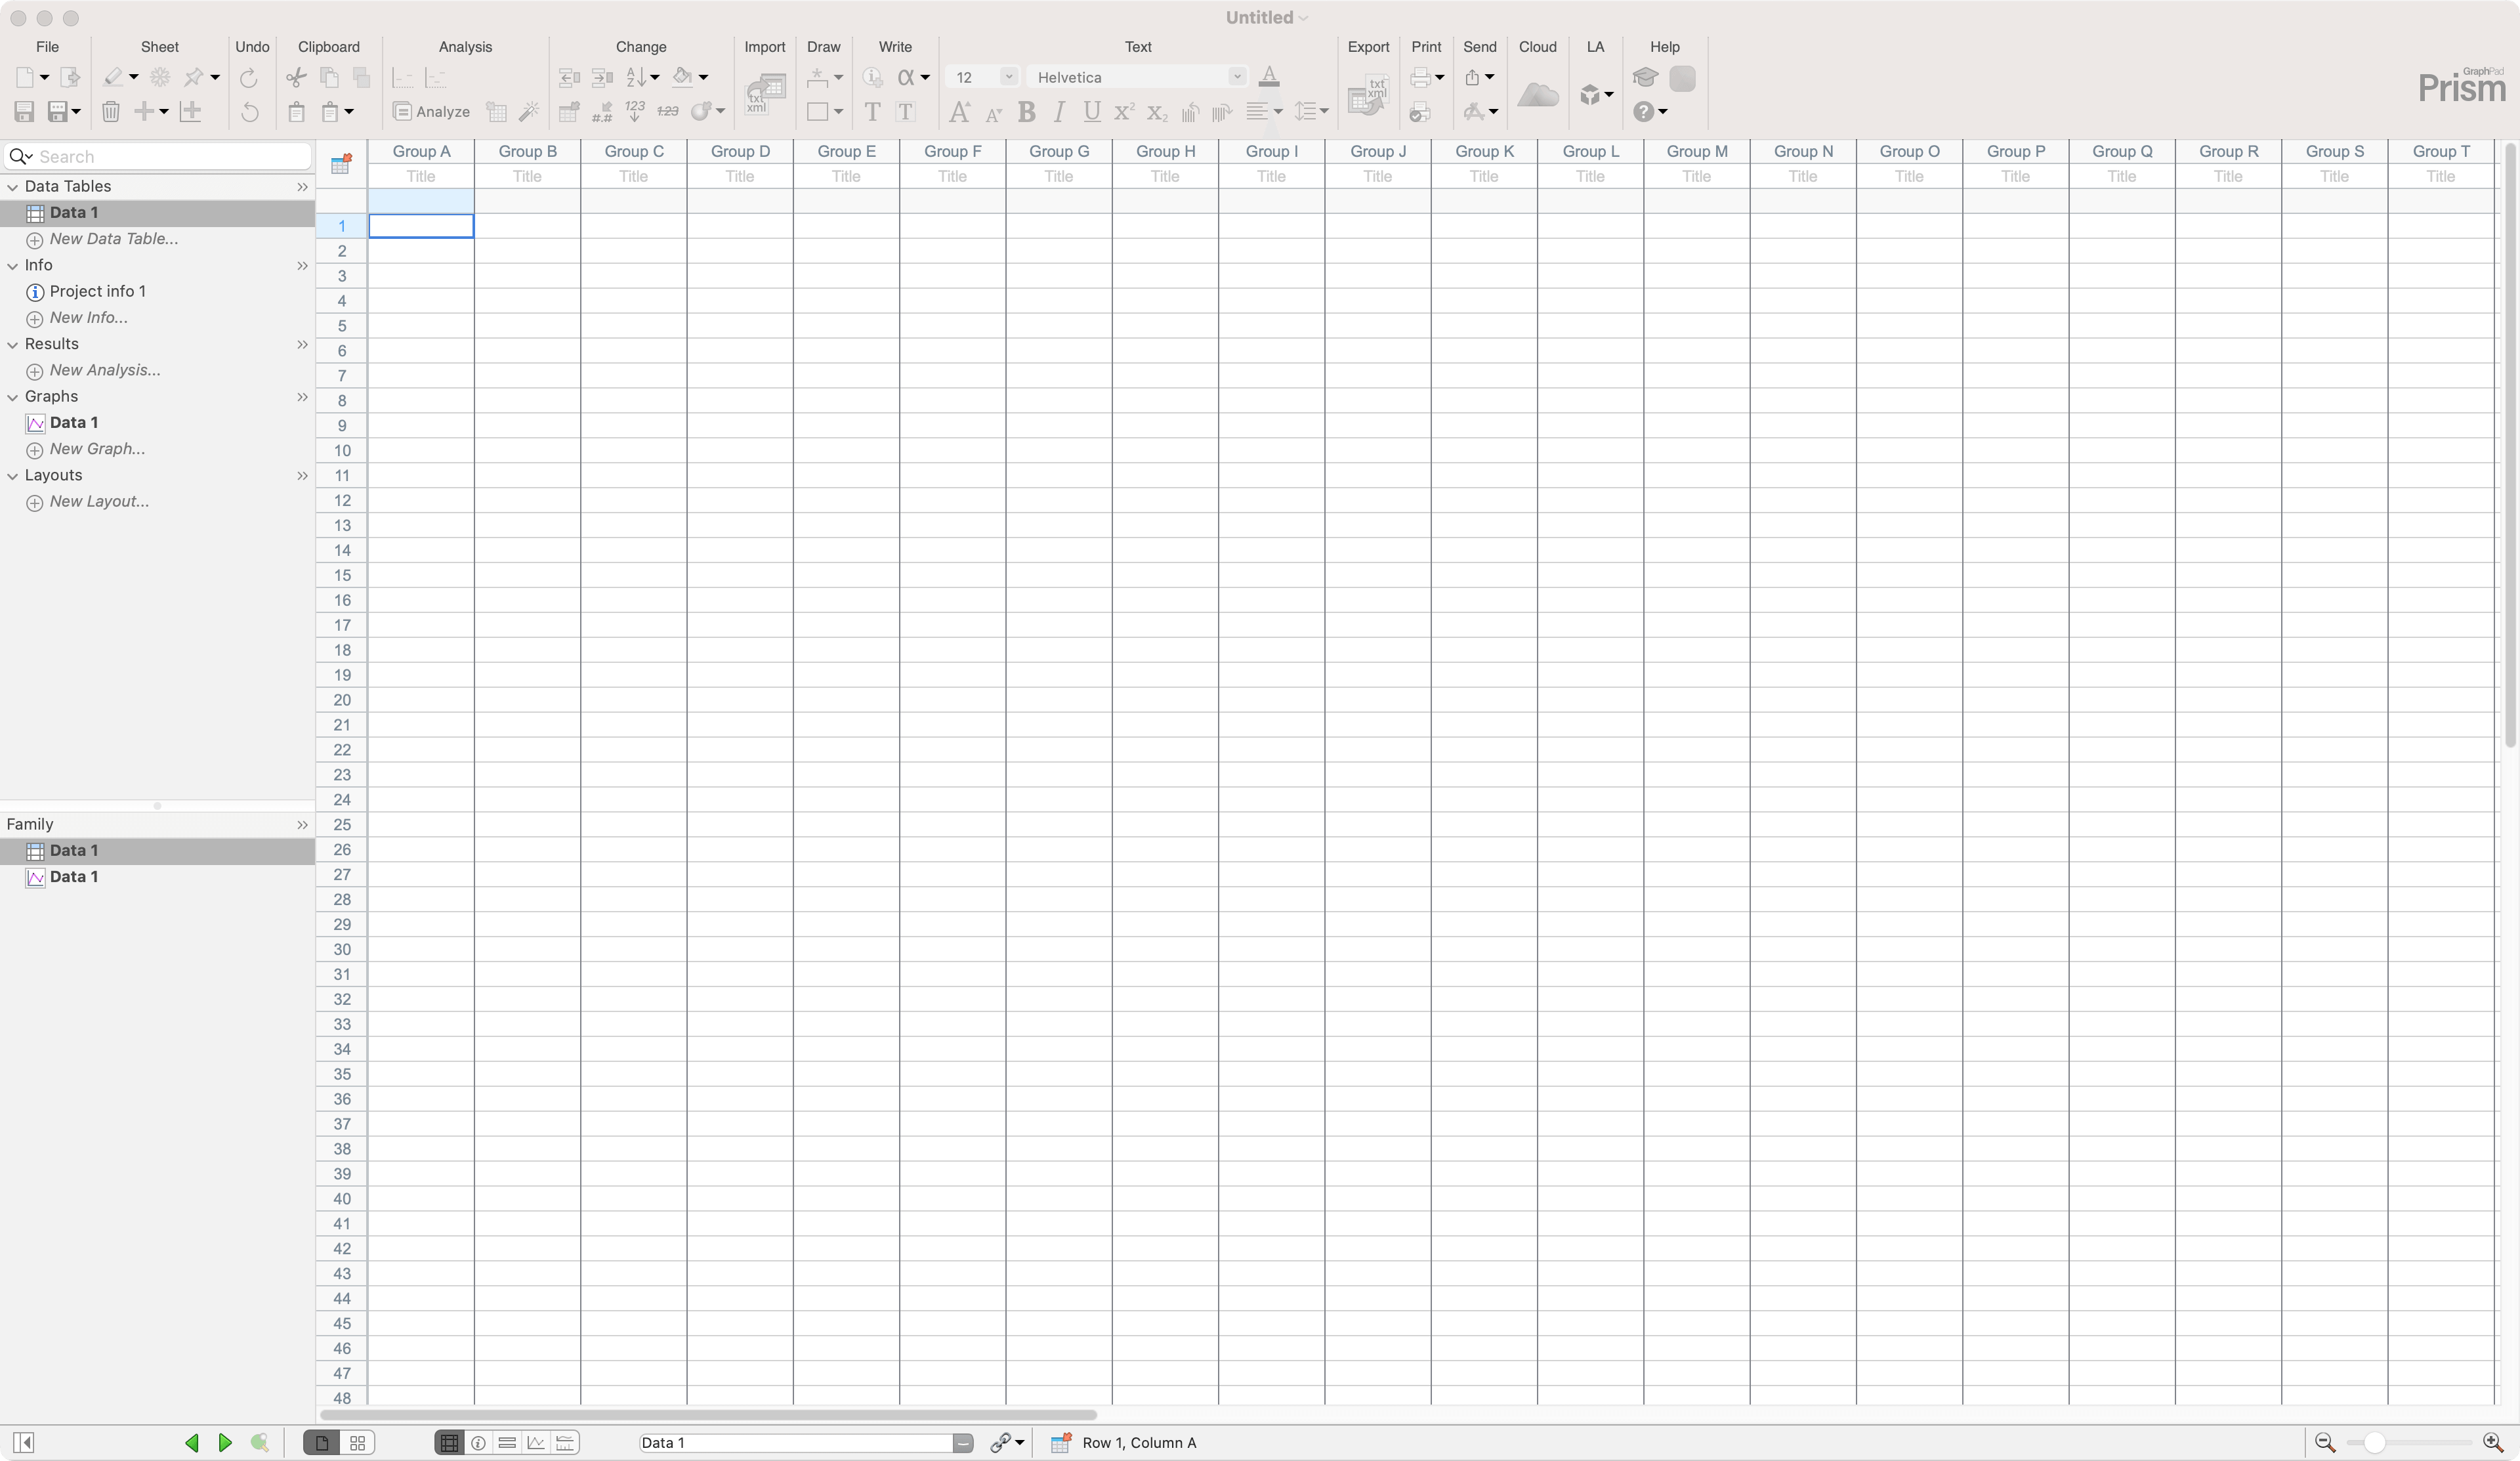 Untitled
File Sheet Undo Clipboard Analysis Change Import Draw Write Text Export Print Send Cloud LA Help
12 Helvetica
Analyze
GraphPad
Prism
Search
Data Tables
Data 1
New Data Table...
Info
Project info 1
New Info...
Results
New Analysis...
Graphs
Data 1
New Graph...
Layouts
New Layout...
Family
Data 1
Data 1
Group A Group B Group C Group D Group E Group F Group G Group H Group I Group J Group K Group L Group M Group N Group O Group P Group Q Group R Group S Group T
Title Title Title Title Title Title Title Title Title Title Title Title Title Title Title Title Title Title Title Title
1
2
3
4
5
6
7
8
9
10
11
12
13
14
15
16
17
18
19
20
21
22
23
24
25
26
27
28
29
30
31
32
33
34
35
36
37
38
39
40
41
42
43
44
45
46
47
48
Data 1
Row 1, Column A